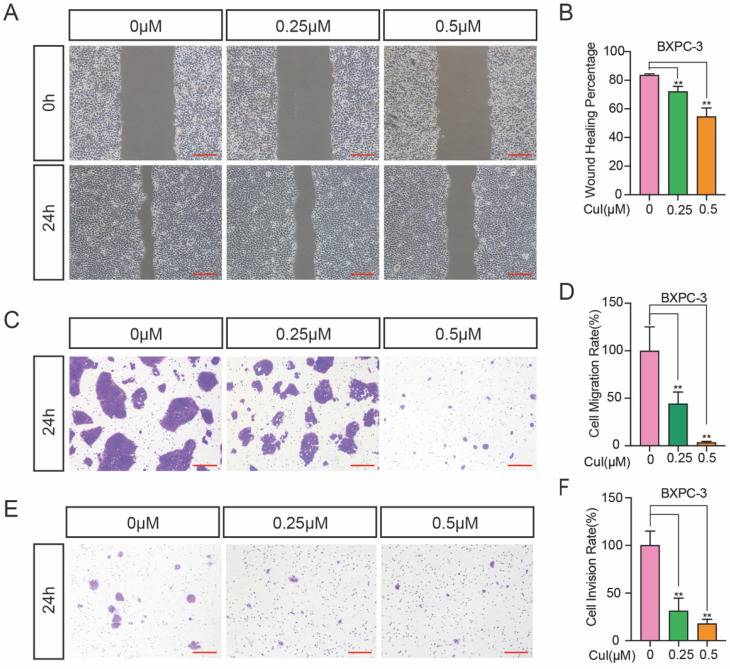 A
0μM
0.25μM
0.5μM
0h
24h
B
BXPC-3
Wound Healing Percentage
100
80
60
40
20
0
**
**
CuI(μM)
0
0.25
0.5
C
0μM
0.25μM
0.5μM
24h
D
BXPC-3
Cell Migration Rate(%)
150
100
50
0
**
**
CuI(μM)
0
0.25
0.5
E
0μM
0.25μM
0.5μM
24h
F
BXPC-3
Cell Invision Rate(%)
150
100
50
0
**
**
CuI(μM)
0
0.25
0.5